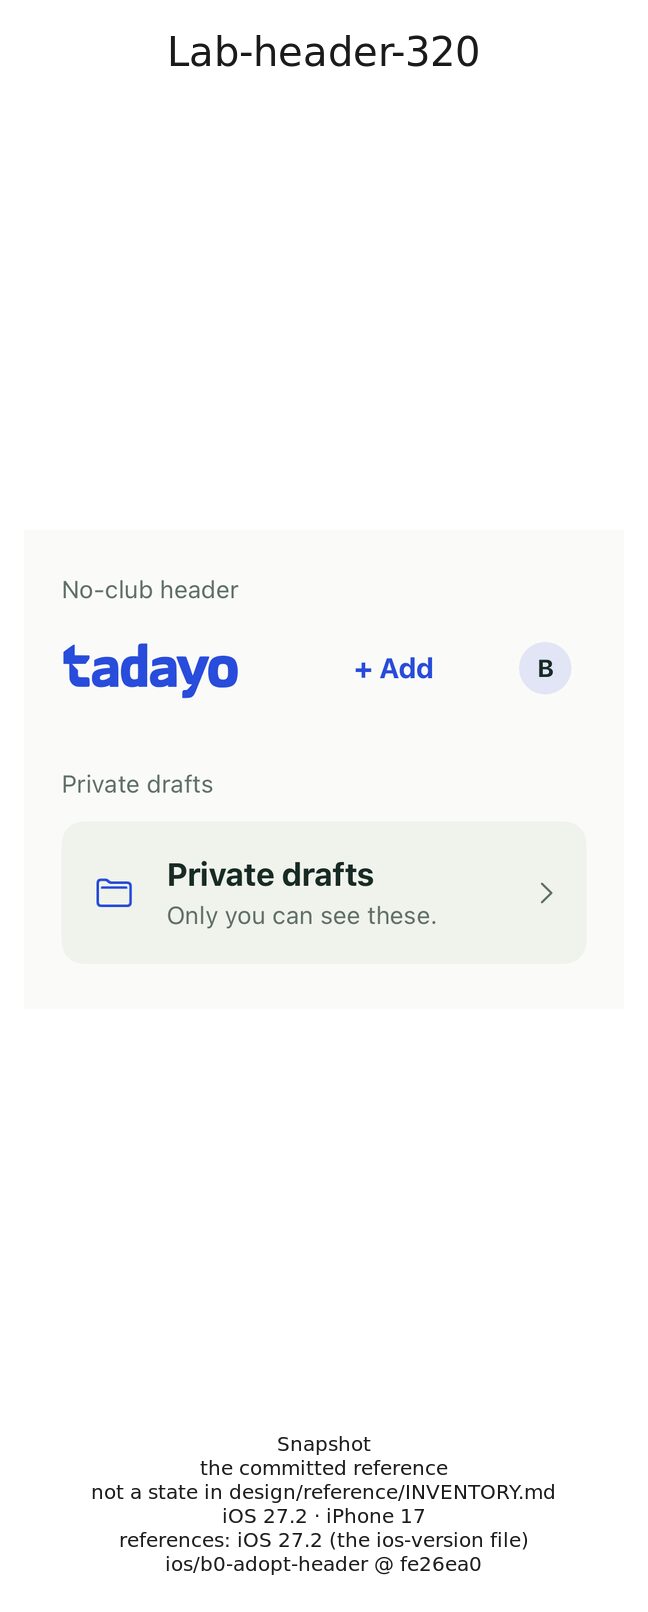 Lab-header-320
No-club header
tadayo
+ Add
B
Private drafts
Private drafts
Only you can see these.
Snapshot
the committed reference
not a state in design/reference/INVENTORY.md
iOS 27.2 · iPhone 17
references: iOS 27.2 (the ios-version file)
ios/b0-adopt-header @ fe26ea0